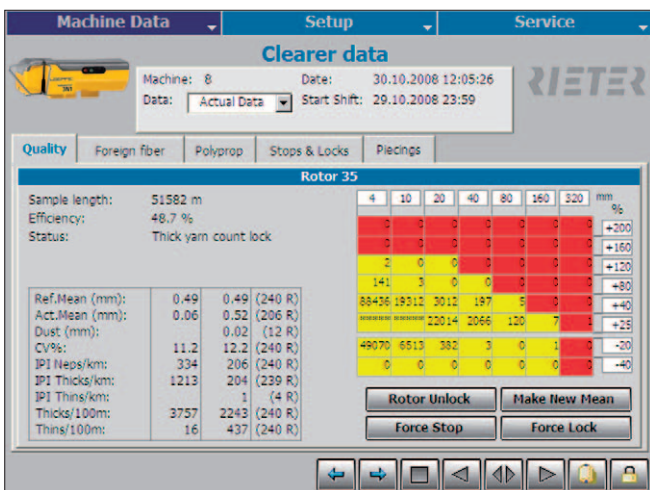 Machine Data Setup Service
Clearer data
Machine: 8 Date: 30.10.2008 12:05:26
Data: Actual Data Start Shift: 29.10.2008 23:59
RIETER
Quality Foreign fiber Polyprop Stops & Locks Piecings
Rotor 35
Sample length: 51582 m
Efficiency: 48.7 %
Status: Thick yarn count lock
4 10 20 40 80 160 320 mm
%
0 0 0 0 0 0 0 +200
0 0 0 0 0 0 0 +160
2 0 0 0 0 0 0 +120
141 3 0 0 0 0 0 +80
88436 19312 3012 197 5 0 0 +40
22014 2066 120 7 1 +25
49070 6513 382 3 0 1 0 -20
0 0 0 0 0 0 0 -40
Ref.Mean (mm): 0.49 0.49 (240 R)
Act.Mean (mm): 0.06 0.52 (206 R)
Dust (mm): 0.02 (12 R)
CV%: 11.2 12.2 (240 R)
IPI Neps/km: 334 206 (240 R)
IPI Thicks/km: 1213 204 (239 R)
IPI Thins/km: 1 (4 R)
Thicks/100m: 3757 2243 (240 R)
Thins/100m: 16 437 (240 R)
Rotor Unlock Make New Mean
Force Stop Force Lock